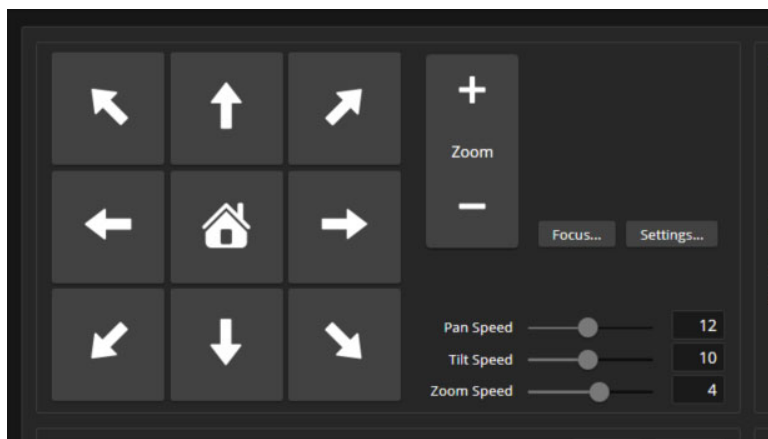 +
Zoom
−
Focus... Settings...
Pan Speed 12
Tilt Speed 10
Zoom Speed 4